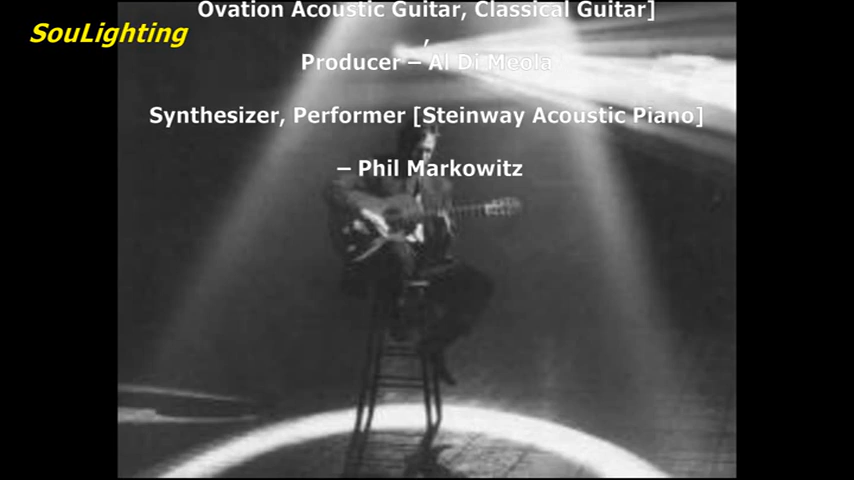 Ovation Acoustic Guitar, Classical Guitar]
SouLighting
,
Producer – Al Di Meola
Synthesizer, Performer [Steinway Acoustic Piano]
– Phil Markowitz